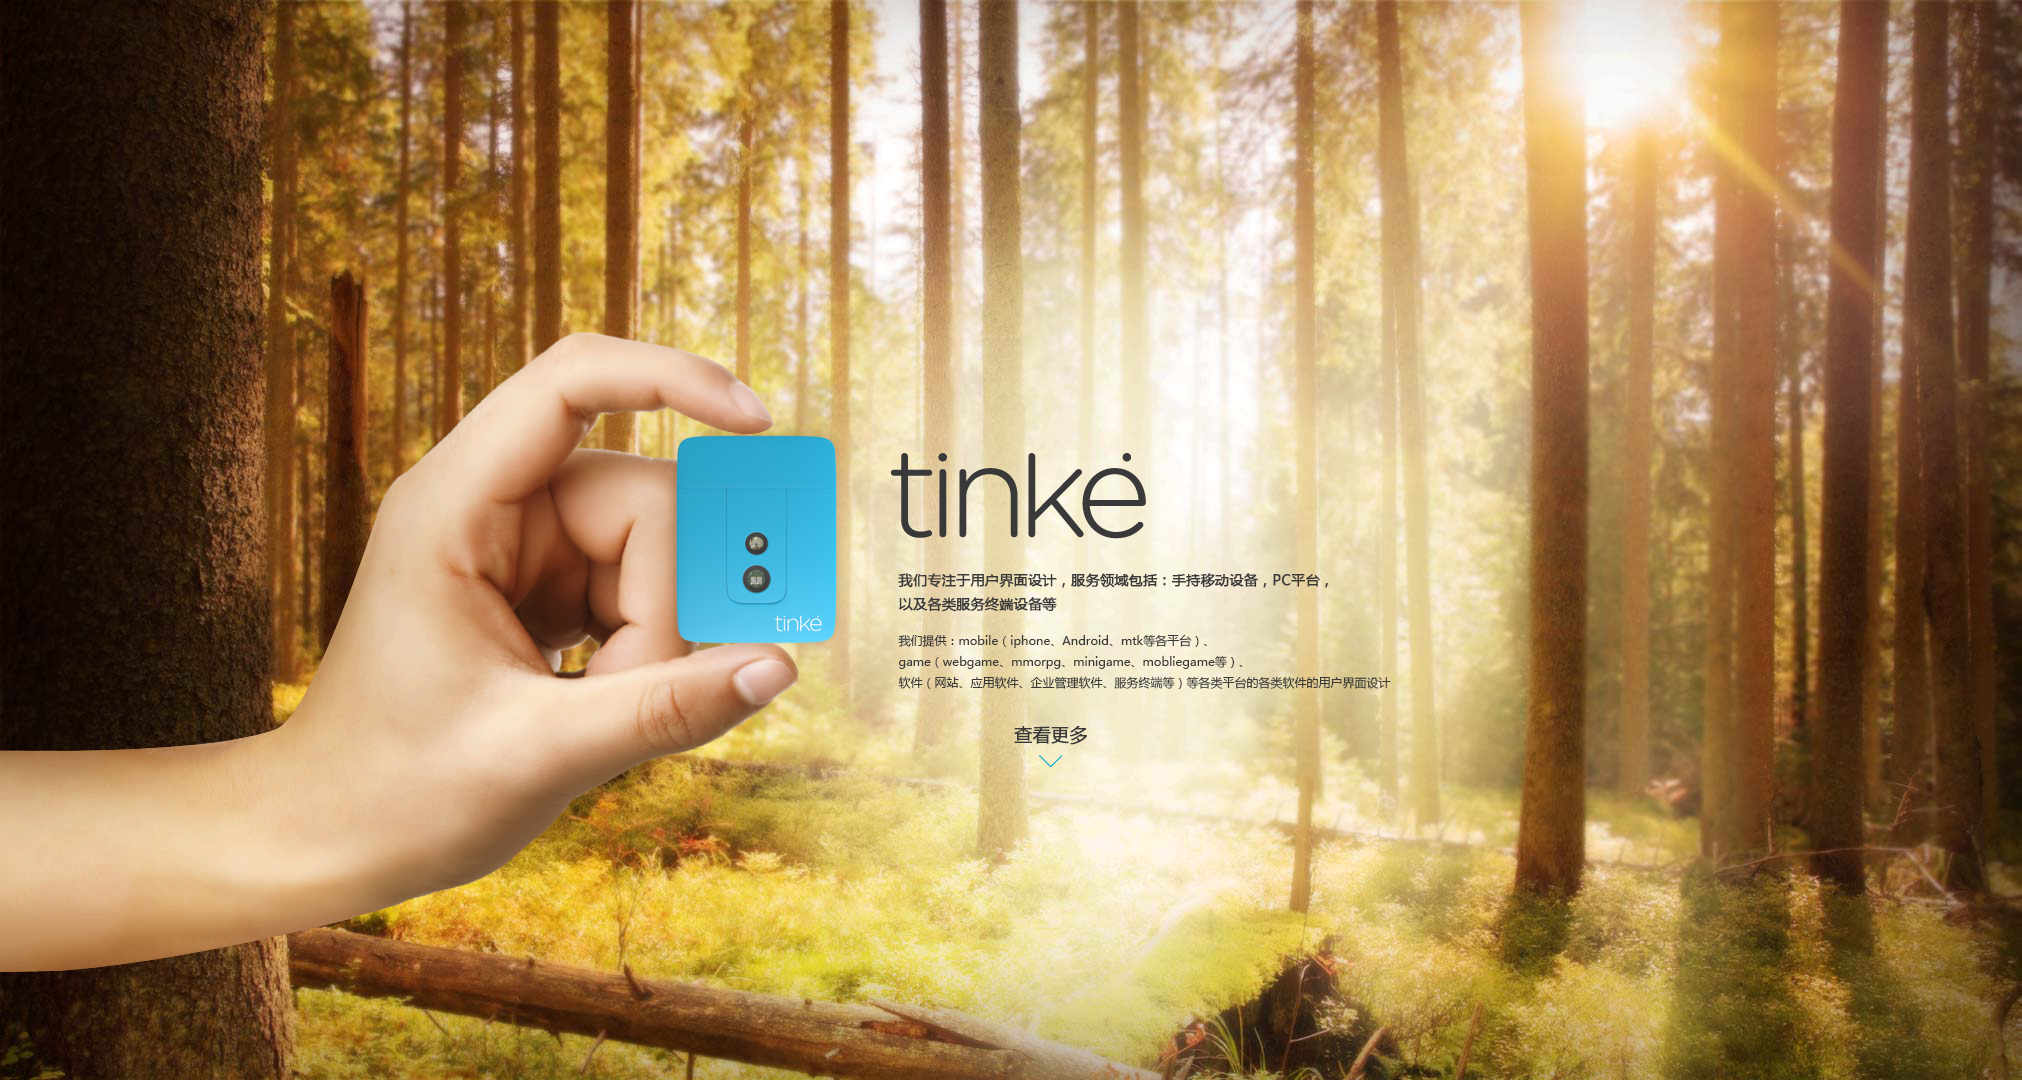 tinkė
tinkė
我们专注于用户界面设计，服务领域包括：手持移动设备，PC平台，
以及各类服务终端设备等
我们提供：mobile（iphone、Android、mtk等各平台）、
game（webgame、mmorpg、minigame、mobliegame等）、
软件（网站、应用软件、企业管理软件、服务终端等）等各类平台的各类软件的用户界面设计
查看更多